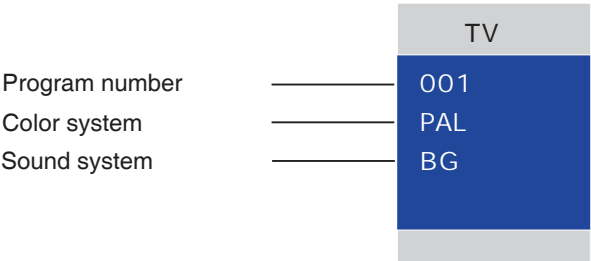 TV
Program number 001
Color system PAL
Sound system BG